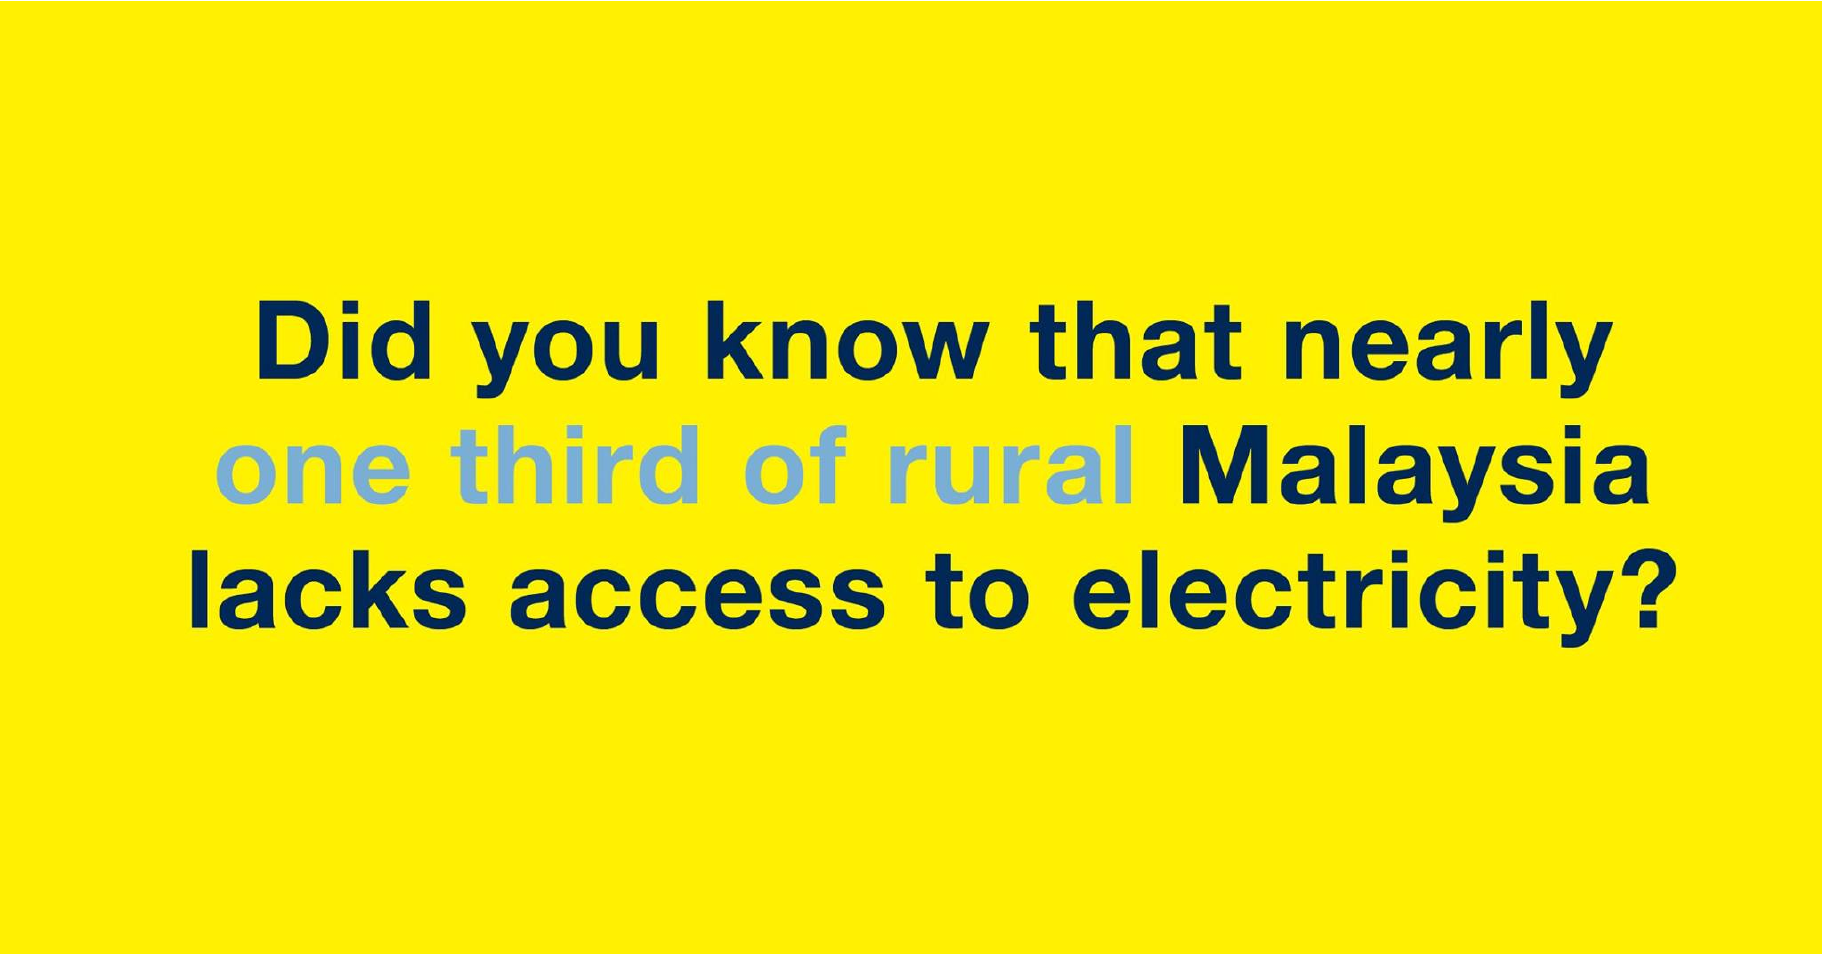 Did you know that nearly
one third of rural Malaysia
lacks access to electricity?